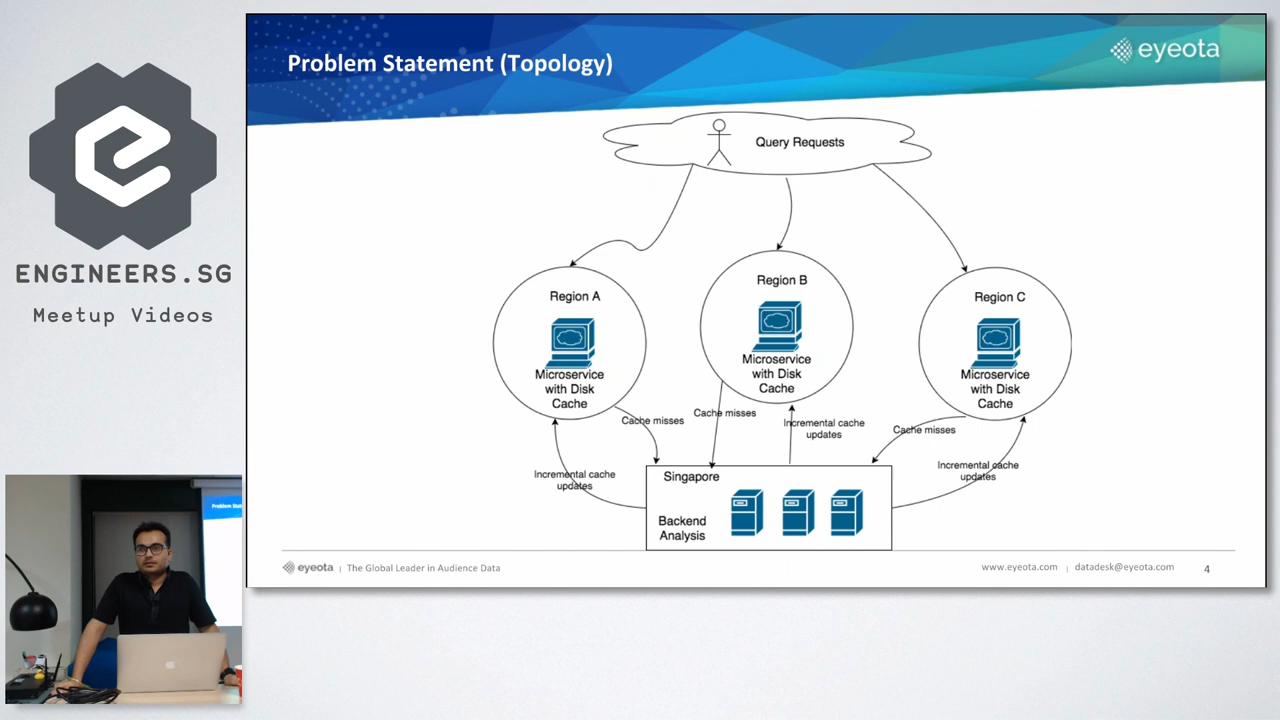 ENGINEERS.SG
Meetup Videos
Problem Statement (Topology)
eyeota
Query Requests
Region A
Microservice
with Disk
Cache
Region B
Microservice
with Disk
Cache
Region C
Microservice
with Disk
Cache
Cache misses
Cache misses
Incremental cache
updates
Cache misses
Incremental cache
updates
Incremental cache
updates
Singapore
Backend
Analysis
eyeota | The Global Leader in Audience Data
www.eyeota.com | datadesk@eyeota.com 4
Problem Stat